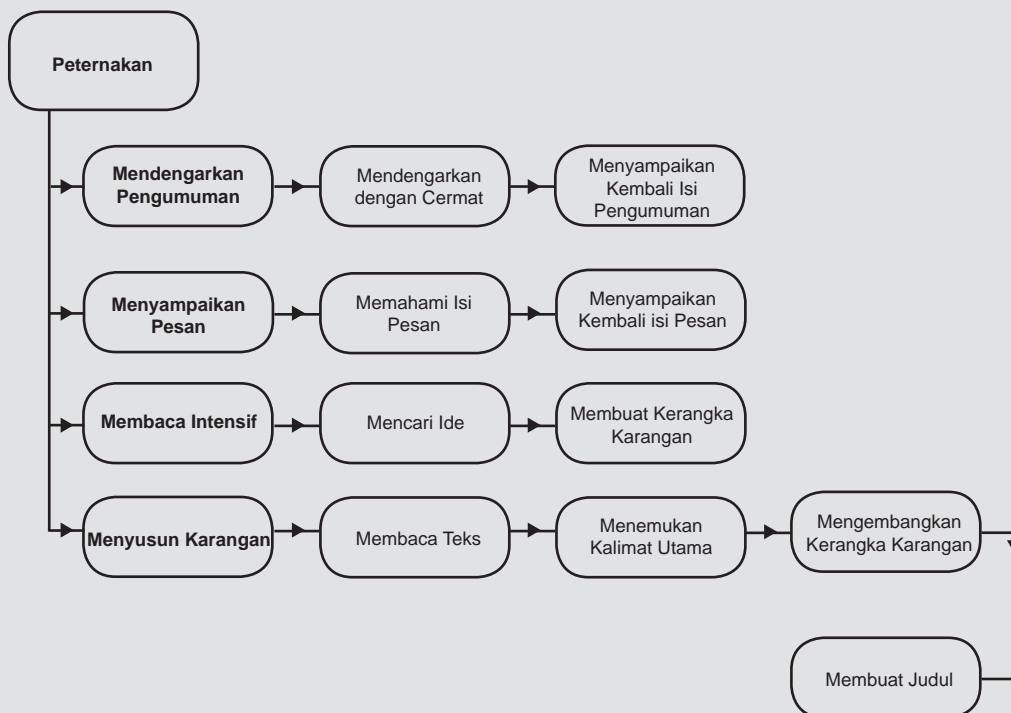 Peternakan
Mendengarkan
Pengumuman
Mendengarkan
dengan Cermat
Menyampaikan
Kembali Isi
Pengumuman
Menyampaikan
Pesan
Memahami Isi
Pesan
Menyampaikan
Kembali isi Pesan
Membaca Intensif
Mencari Ide
Membuat Kerangka
Karangan
Menyusun Karangan
Membaca Teks
Menemukan
Kalimat Utama
Mengembangkan
Kerangka Karangan
Membuat Judul